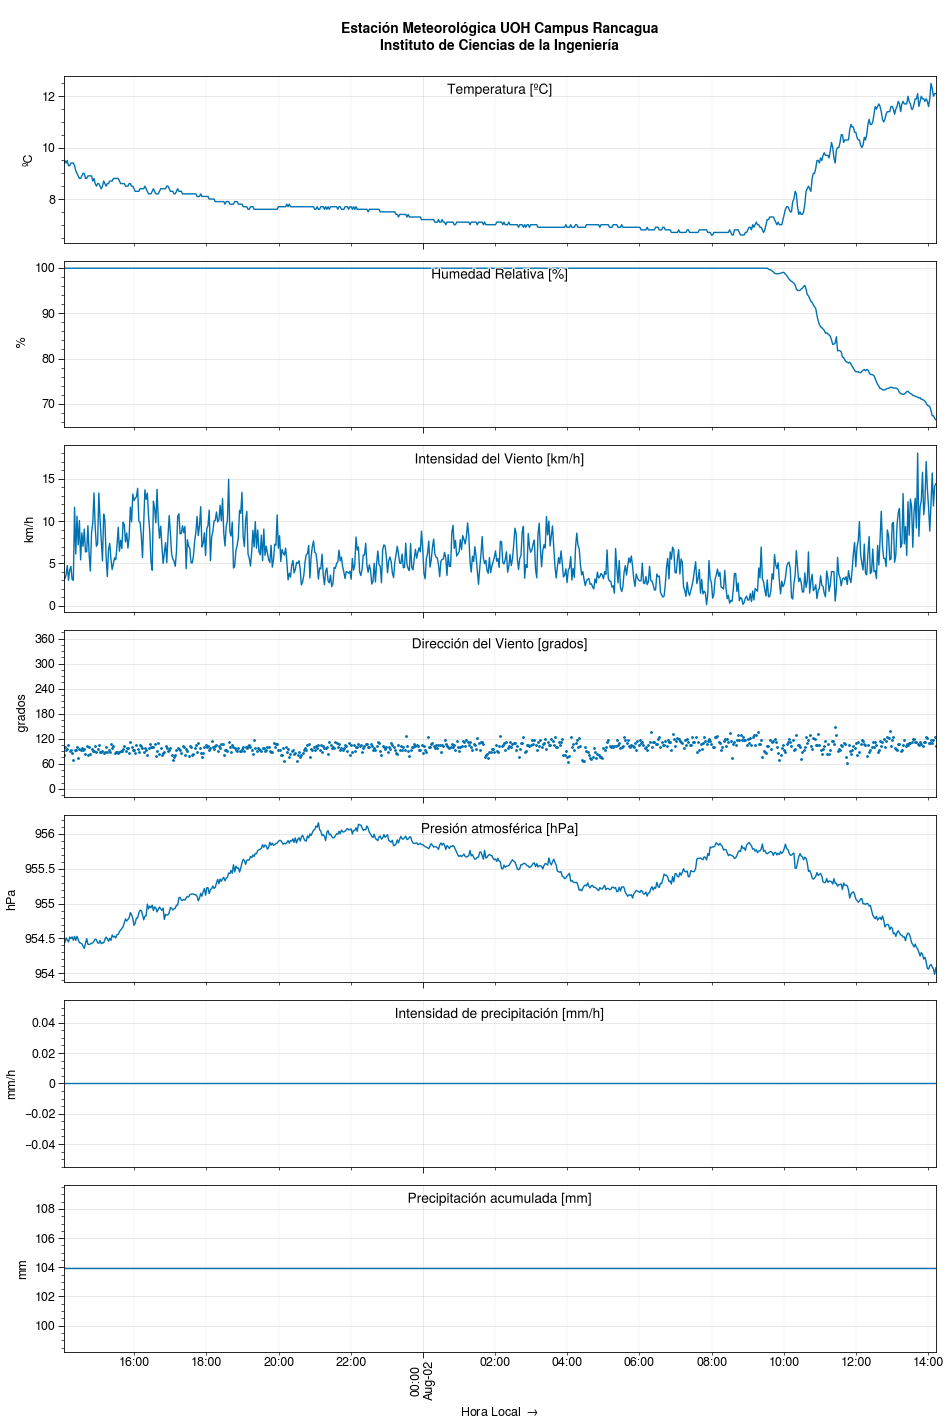 Estación Meteorológica UOH Campus Rancagua
Instituto de Ciencias de la Ingeniería
Temperatura [ºC]
12
10
8
ºC
Humedad Relativa [%]
100
90
80
70
%
Intensidad del Viento [km/h]
15
10
5
0
km/h
Dirección del Viento [grados]
360
300
240
180
120
60
0
grados
Presión atmosférica [hPa]
956
955.5
955
954.5
954
hPa
Intensidad de precipitación [mm/h]
0.04
0.02
0
−0.02
−0.04
mm/h
Precipitación acumulada [mm]
108
106
104
102
100
mm
16:00 18:00 20:00 22:00 00:00 02:00 04:00 06:00 08:00 10:00 12:00 14:00
Aug-02
Hora Local →